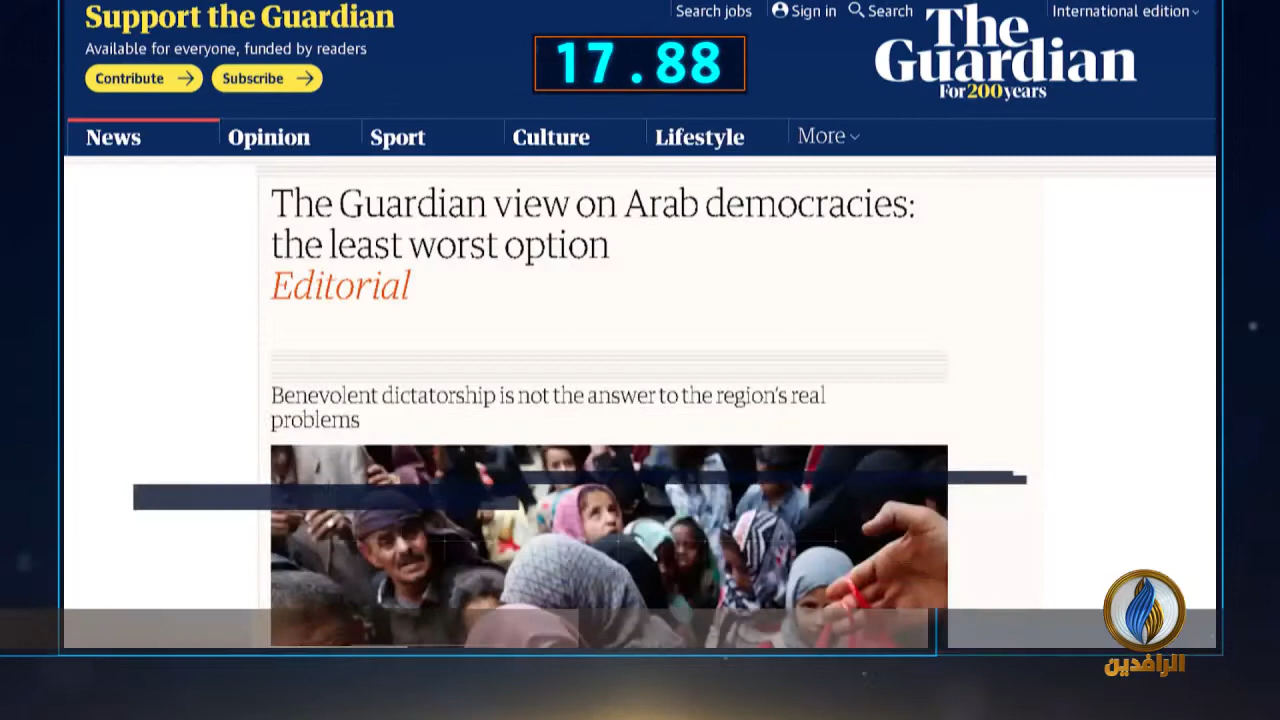 Support the Guardian
Available for everyone, funded by readers
Contribute
Subscribe
17.88
Search jobs
Sign in
Search
International edition
The
Guardian
For 200 years
News
Opinion
Sport
Culture
Lifestyle
More
The Guardian view on Arab democracies:
the least worst option
Editorial
Benevolent dictatorship is not the answer to the region's real
problems
الرافدين